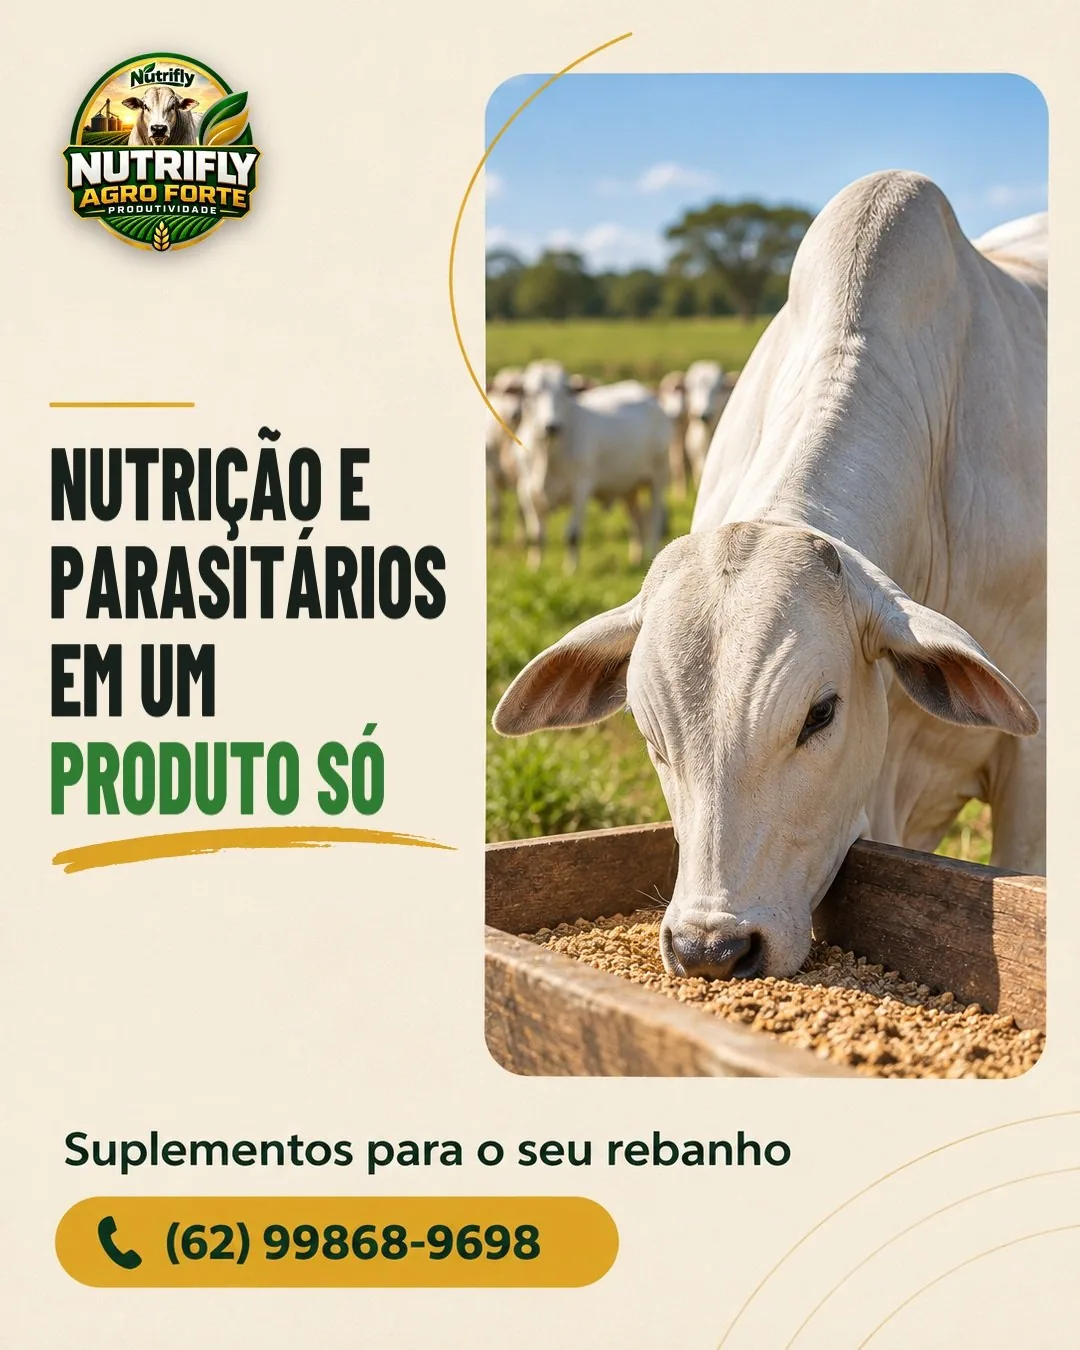 Nutrifly
NUTRIFLY
AGRO FORTE
PRODUTIVIDADE
NUTRIÇÃO E
PARASITÁRIOS
EM UM
PRODUTO SÓ
Suplementos para o seu rebanho
(62) 99868-9698